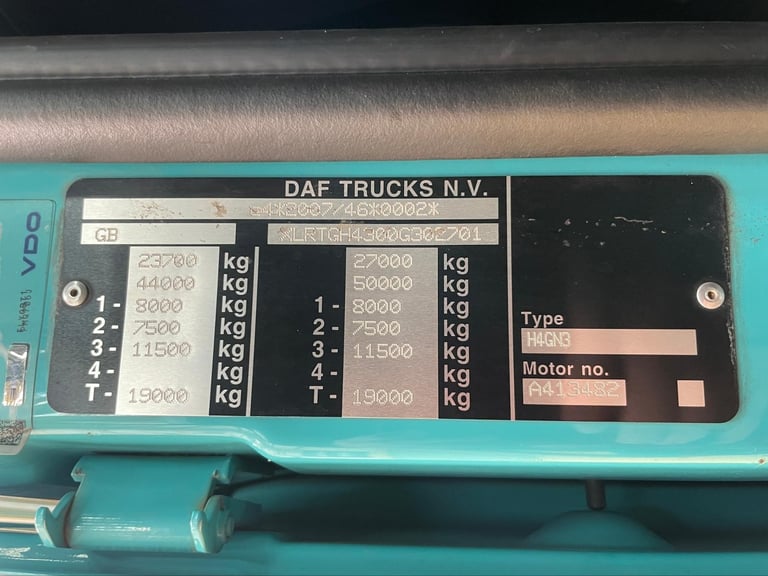 DAF TRUCKS N.V.
e4*2007/46*0002*
GB XLRTGH4300G302701
23700 kg 27000 kg
44000 kg 50000 kg
1- 8000 kg 1- 8000 kg
2- 7500 kg 2- 7500 kg
3- 11500 kg 3- 11500 kg
4- kg 4- kg
T- 19000 kg T- 19000 kg
Type
H4GN3
Motor no.
A413482
VDO